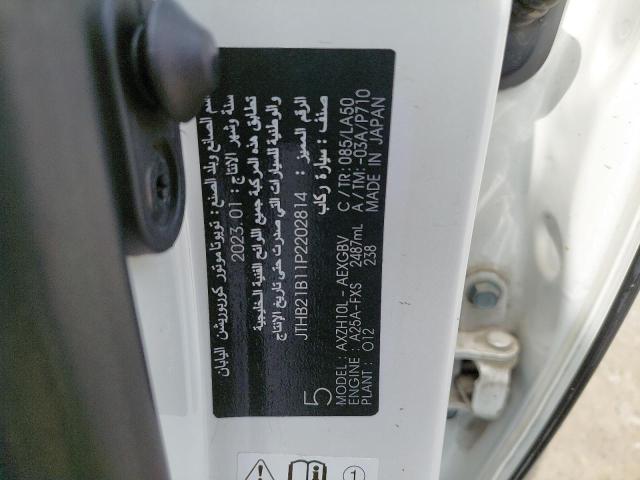 اسم الصانع وبلد الصنع : تويوتا موتور كوربوريشن اليابان
سنة وشهر الإنتاج : 2023.01
تطابق هذه المركبة جميع اللوائح الفنية الخليجية
والوطنية للسيارات التي صدرت حتى تاريخ الإنتاج
الرقم المميز : JTHB21B11P2202814
صنف : سيارة ركاب
5
MODEL : AXZH10L - AEXGBV C / TR: 085/LA50
ENGINE : A25A-FXS 2487mL A / TM: -03A/P710
PLANT : O12 238 MADE IN JAPAN
1